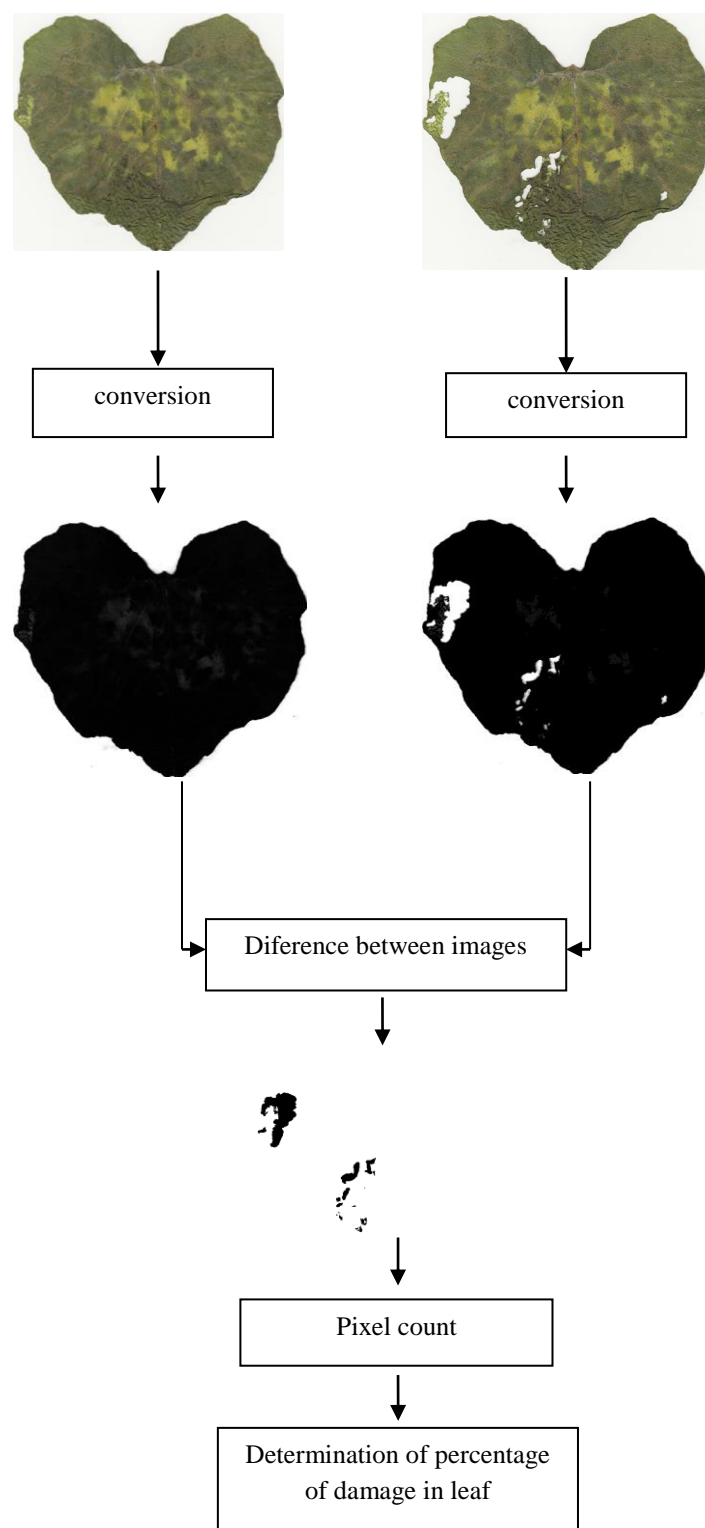 conversion
conversion
Diference between images
Pixel count
Determination of percentage
of damage in leaf